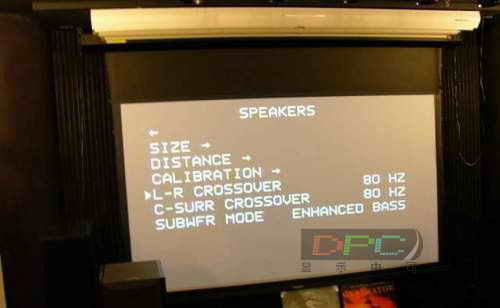 SPEAKERS
←
SIZE →
DISTANCE →
CALIBRATION →
▶L-R CROSSOVER 80 HZ
C-SURR CROSSOVER 80 HZ
SUBWFR MODE ENHANCED BASS
DPC